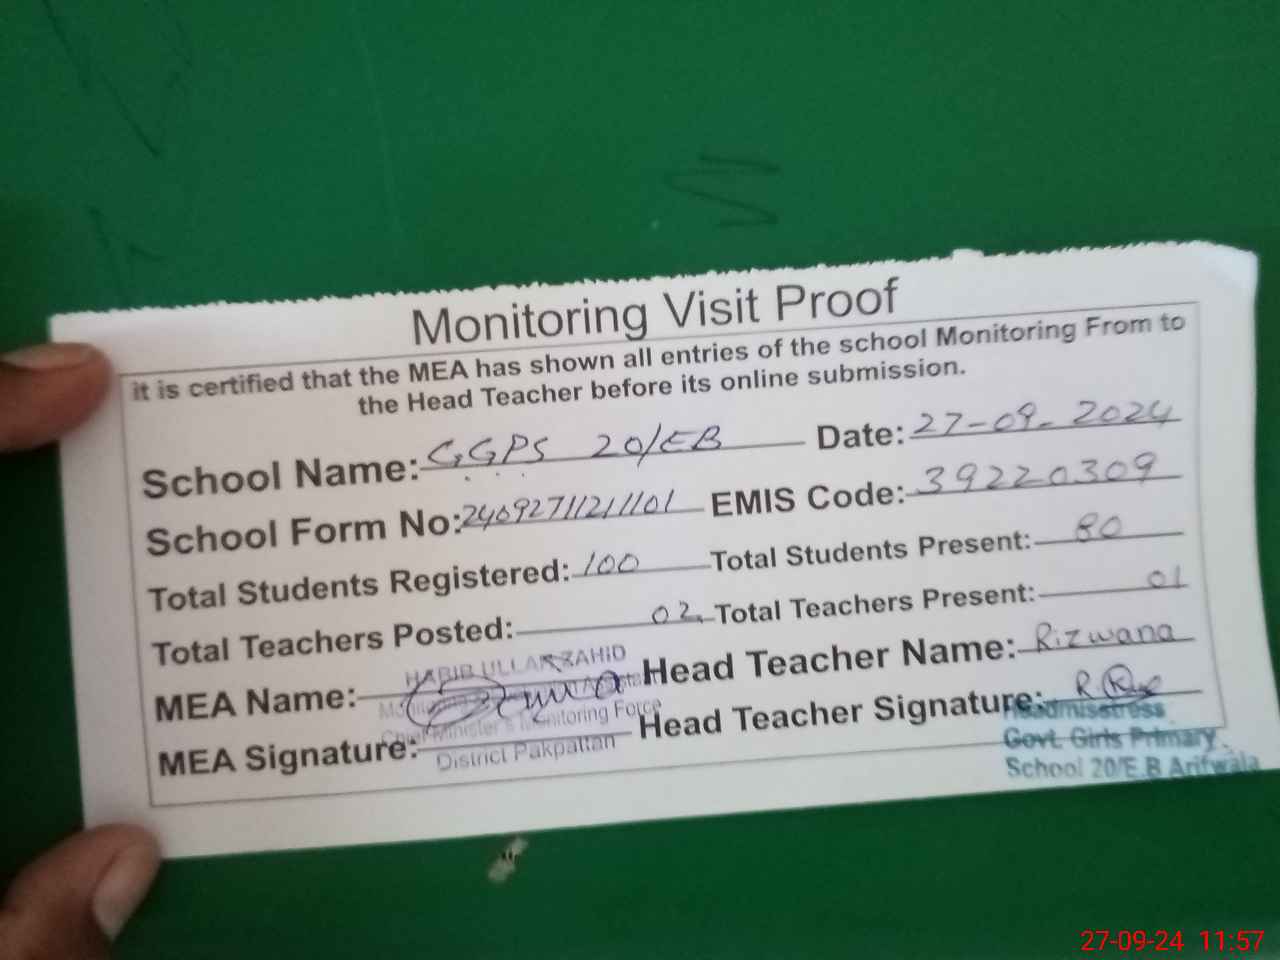 Monitoring Visit Proof
it is certified that the MEA has shown all entries of the school Monitoring From to
the Head Teacher before its online submission.
School Name: GGPS 20/EB Date: 27-09-2024
School Form No: 24092711211101 EMIS Code: 39220309
Total Students Registered: 100 Total Students Present: 80
Total Teachers Posted: 02 Total Teachers Present: 01
MEA Name: HABIB ULLAH ZAHID Head Teacher Name: Rizwana
MEA Signature: Head Teacher Signature:
Chief Minister's Monitoring Force
District Pakpattan
Headmisstress
Govt. Girls Primary
School 20/E.B Arifwala
27-09-24 11:57